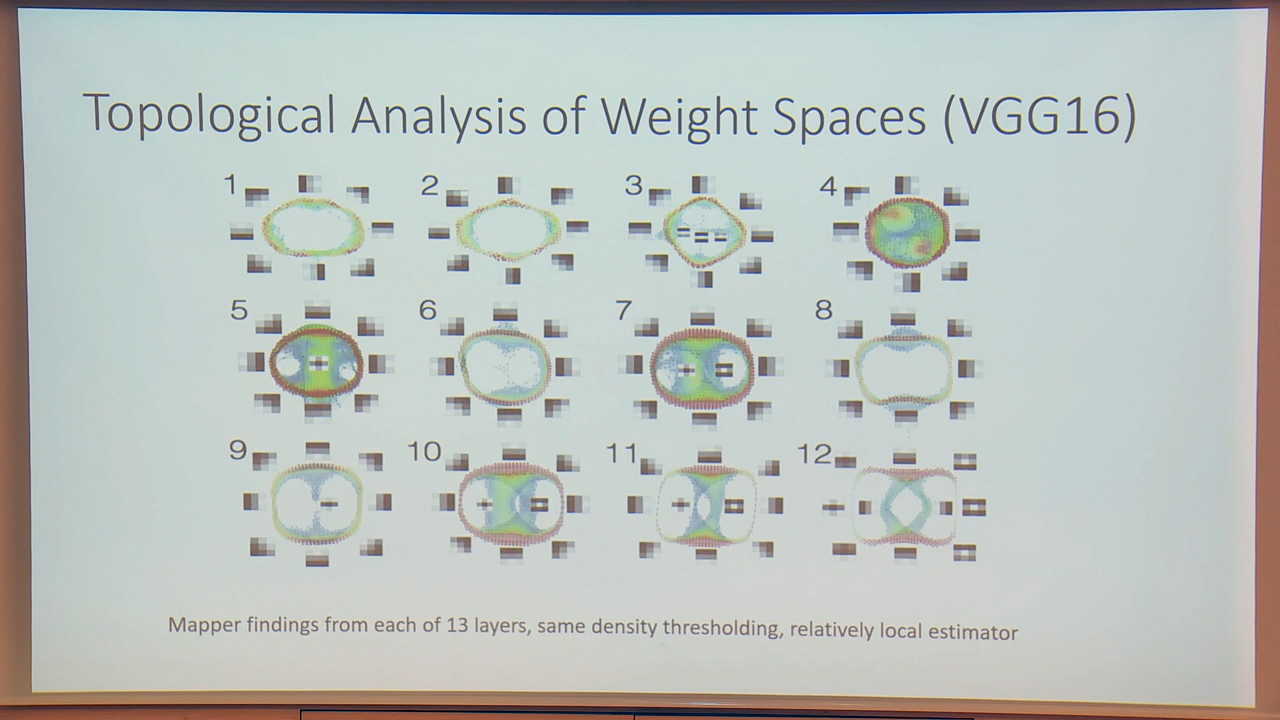 Topological Analysis of Weight Spaces (VGG16)
1 2 3 4
5 6 7 8
9 10 11 12
Mapper findings from each of 13 layers, same density thresholding, relatively local estimator